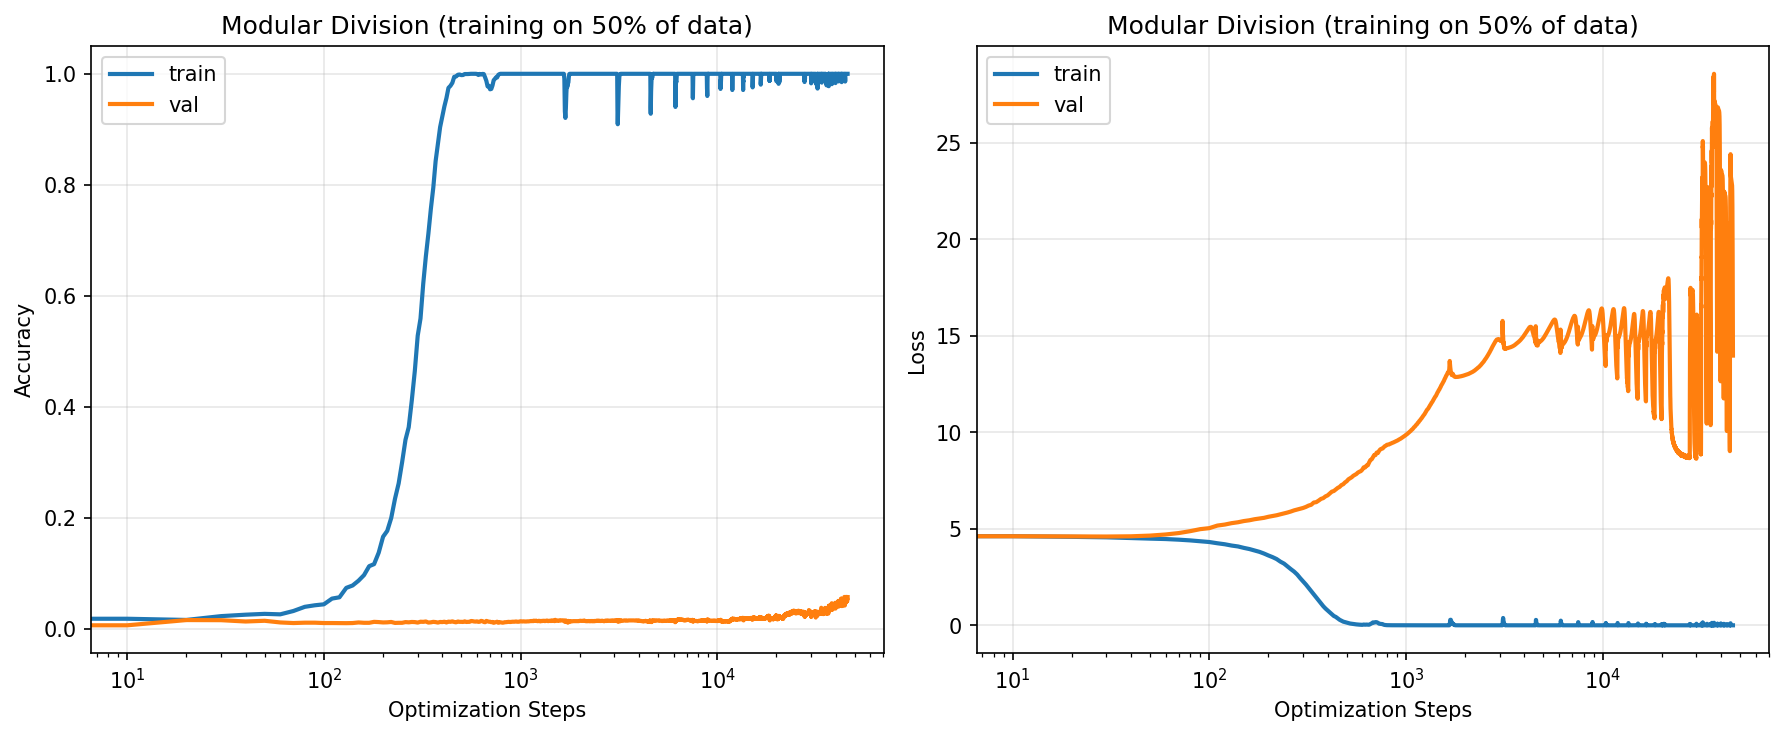 Modular Division (training on 50% of data)
train
val
1.0
0.8
0.6
0.4
0.2
0.0
Accuracy
10¹
10²
10³
10⁴
Optimization Steps
Modular Division (training on 50% of data)
train
val
25
20
15
10
5
0
Loss
10¹
10²
10³
10⁴
Optimization Steps